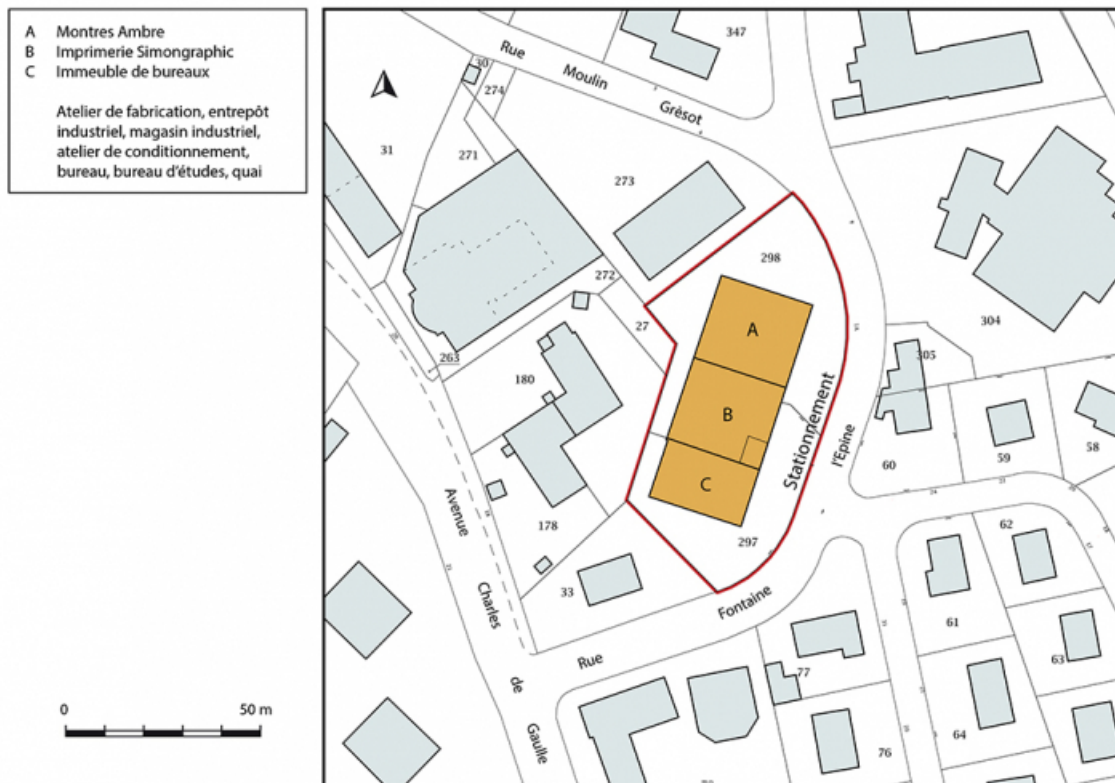 A Montres Ambre
B Imprimerie Simongraphic
C Immeuble de bureaux
Atelier de fabrication, entrepôt
industriel, magasin industriel,
atelier de conditionnement,
bureau, bureau d'études, quai
0 50 m
Rue Moulin Grèsot
347
30
274
31
271
273
298
272
27
304
263
180
305
A
B
C
Stationnement
l'Epine
60
59
58
178
297
33
62
61
63
64
77
76
Avenue Charles de Gaulle
Rue Fontaine